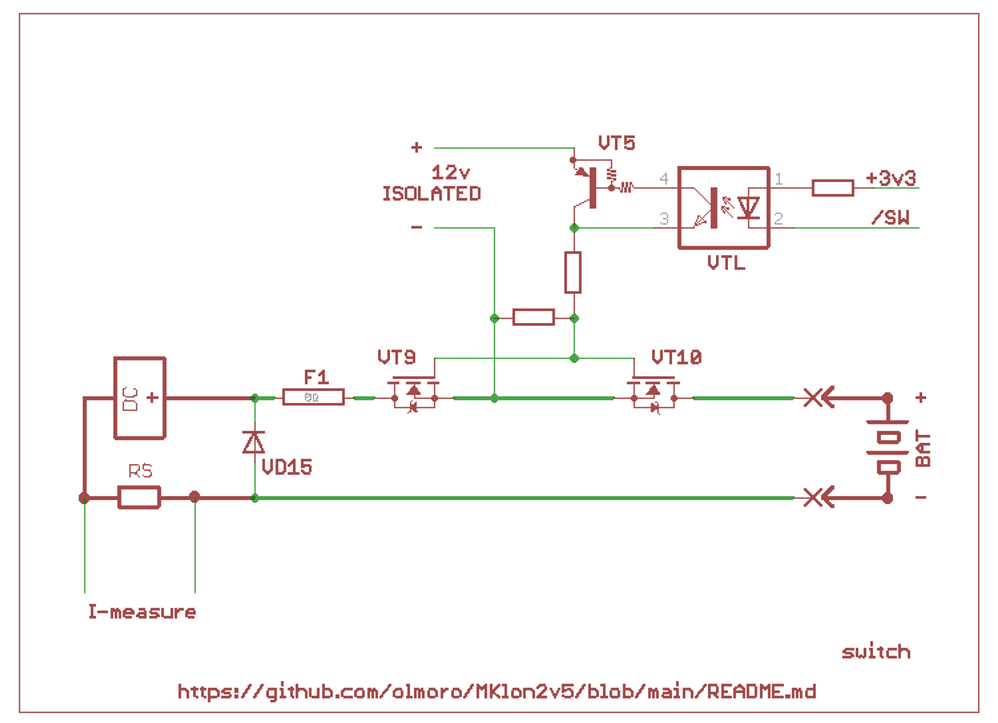 +
VT5
12v
ISOLATED
4
1
+3v3
-
3
2
/SW
VTL
VT9
VT10
F1
DC
+
0Ω
+
BAT
RS
VD15
-
I-measure
switch
https://github.com/olmoro/MKlon2v5/blob/main/README.md